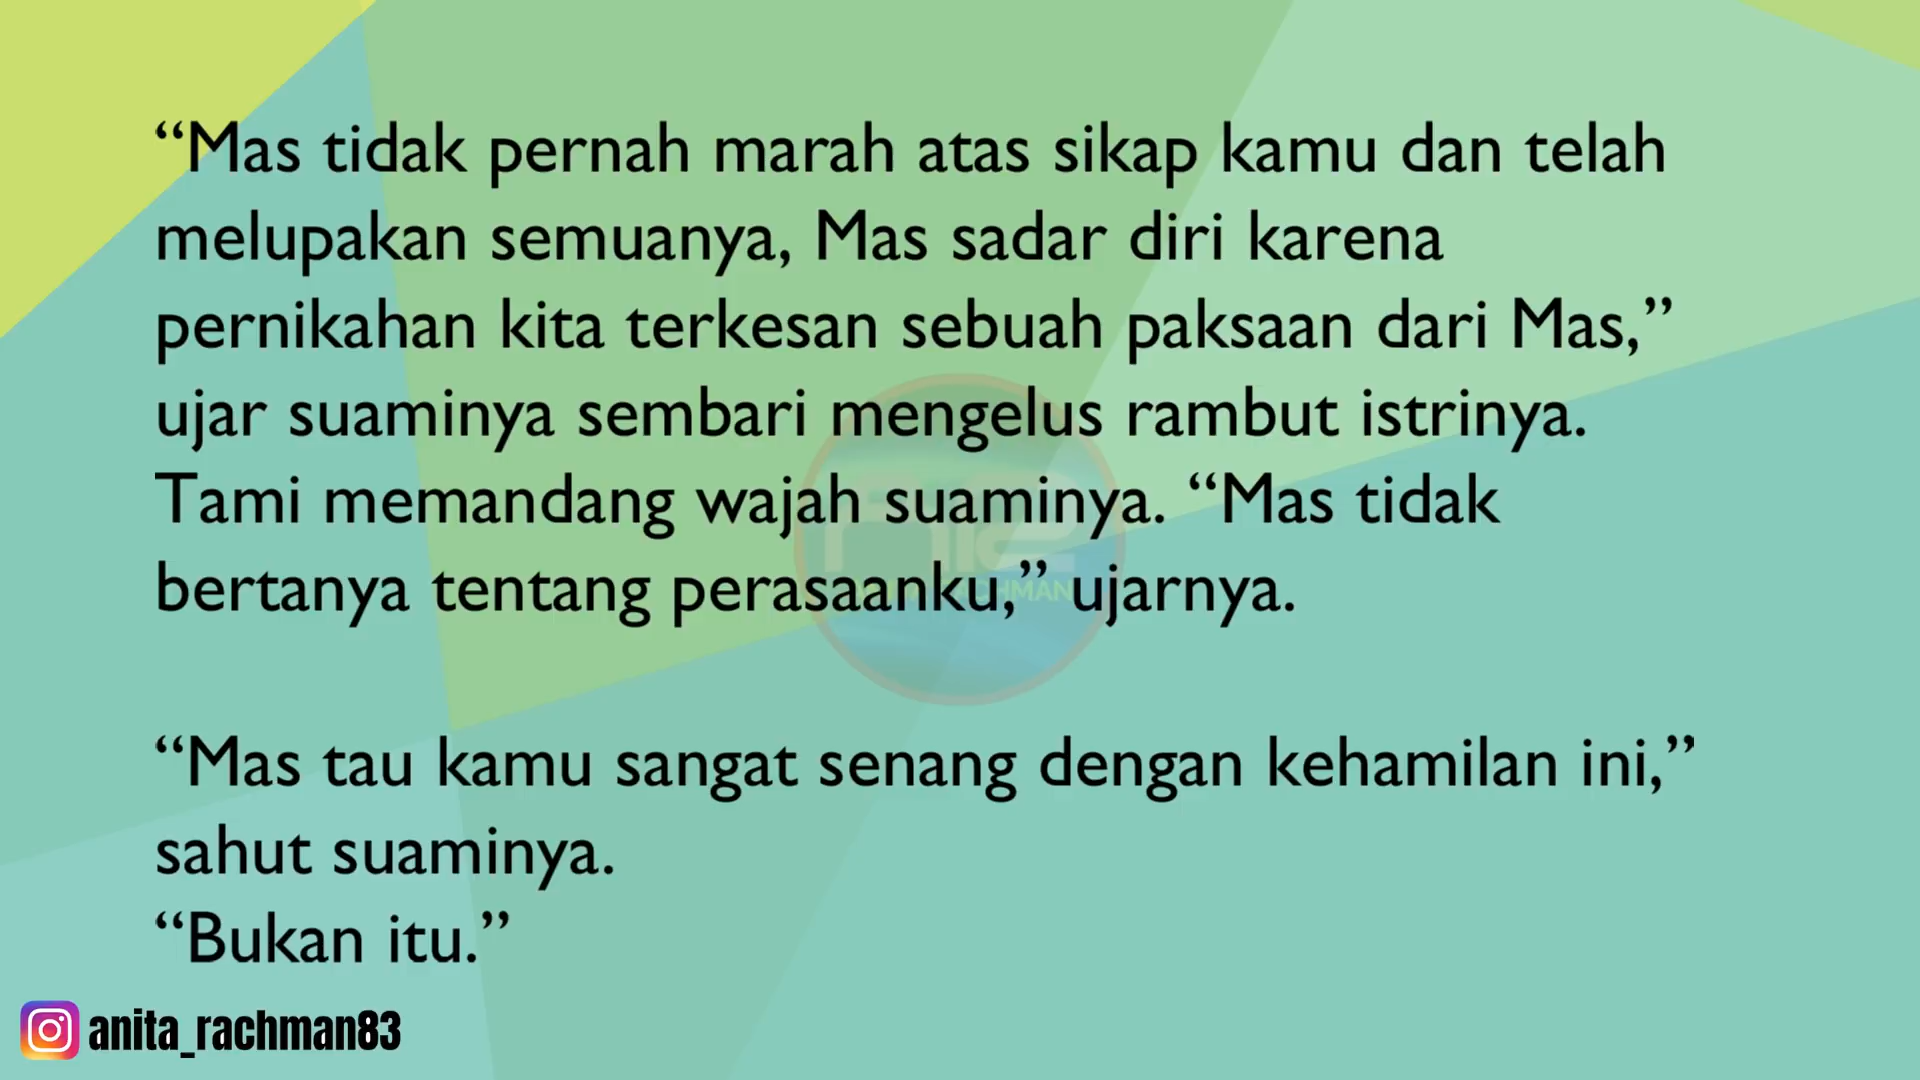 “Mas tidak pernah marah atas sikap kamu dan telah
melupakan semuanya, Mas sadar diri karena
pernikahan kita terkesan sebuah paksaan dari Mas,”
ujar suaminya sembari mengelus rambut istrinya.
Tami memandang wajah suaminya. “Mas tidak
bertanya tentang perasaanku,” ujarnya.
“Mas tau kamu sangat senang dengan kehamilan ini,”
sahut suaminya.
“Bukan itu.”
anita_rachman83